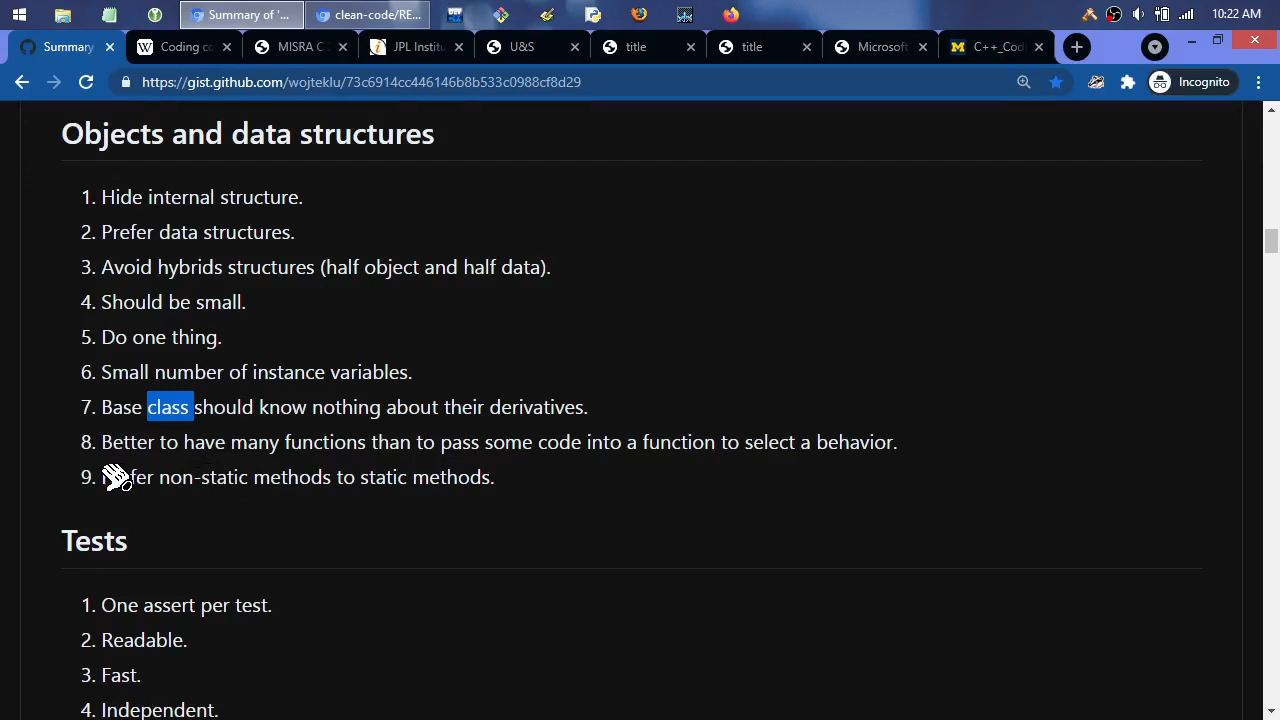 Summary of '...
clean-code/RE...
10:22 AM
Summary
Coding co
MISRA C
JPL Institu
U&S
title
title
Microsoft
C++_Cod
https://gist.github.com/wojteklu/73c6914cc446146b8b533c0988cf8d29
Incognito
Objects and data structures
1. Hide internal structure.
2. Prefer data structures.
3. Avoid hybrids structures (half object and half data).
4. Should be small.
5. Do one thing.
6. Small number of instance variables.
7. Base class should know nothing about their derivatives.
8. Better to have many functions than to pass some code into a function to select a behavior.
9. non-static methods to static methods.
Tests
1. One assert per test.
2. Readable.
3. Fast.
4. Independent.